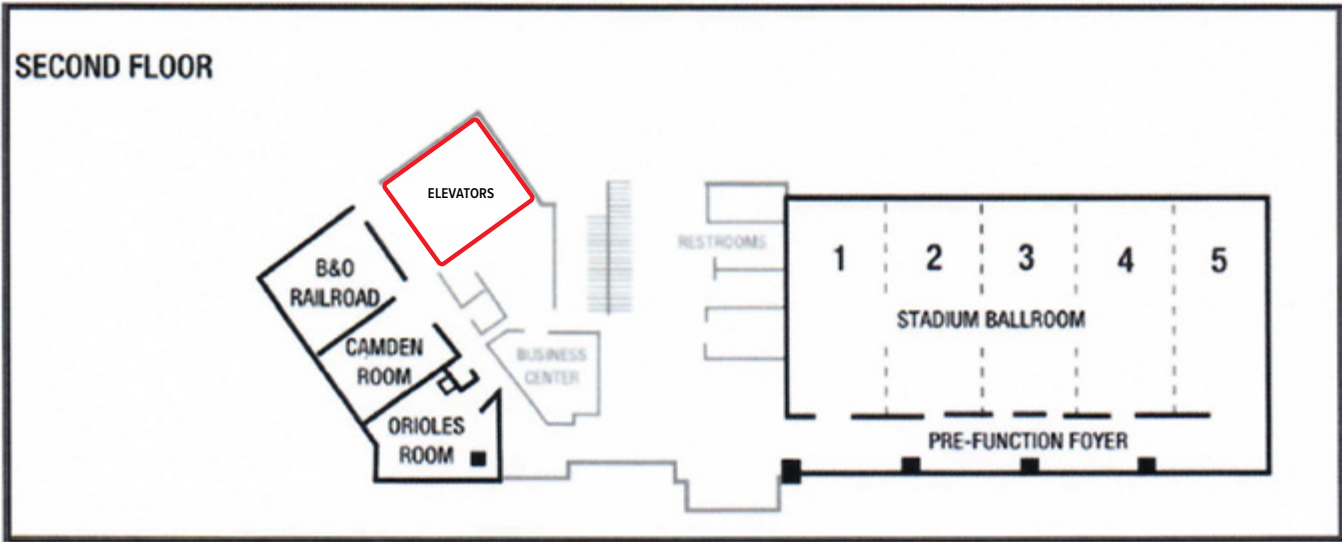 SECOND FLOOR
ELEVATORS
B&O
RAILROAD
CAMDEN
ROOM
ORIOLES
ROOM
BUSINESS
CENTER
RESTROOMS
1
2
3
4
5
STADIUM BALLROOM
PRE-FUNCTION FOYER